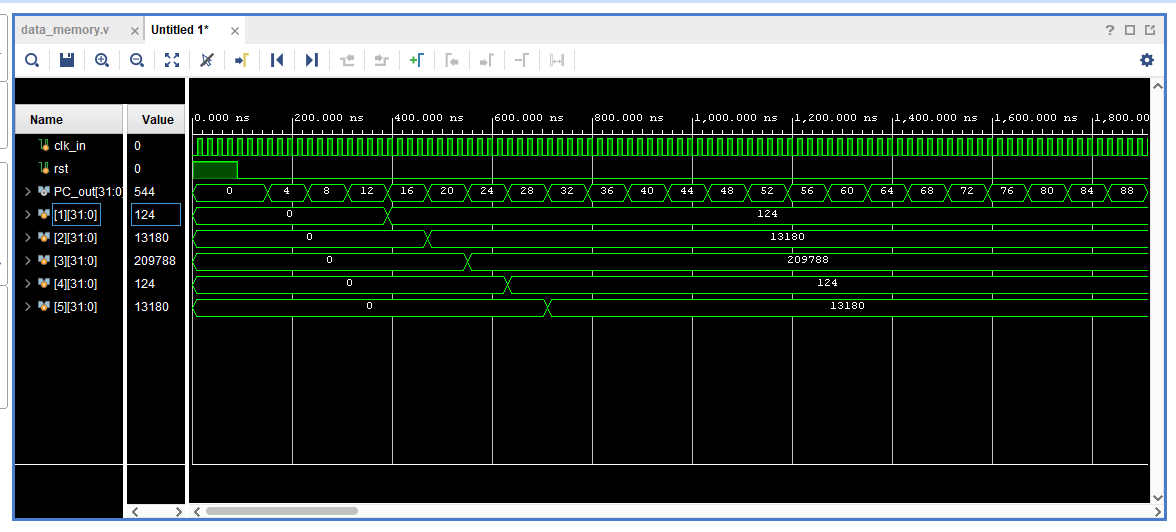 data_memory.v × Untitled 1* × ?
Name Value
0.000 ns 200.000 ns 400.000 ns 600.000 ns 800.000 ns 1,000.000 ns 1,200.000 ns 1,400.000 ns 1,600.000 ns 1,800.00
clk_in 0
rst 0
PC_out[31:0] 544 0 4 8 12 16 20 24 28 32 36 40 44 48 52 56 60 64 68 72 76 80 84 88
[1][31:0] 124 0 124
[2][31:0] 13180 0 13180
[3][31:0] 209788 0 209788
[4][31:0] 124 0 124
[5][31:0] 13180 0 13180